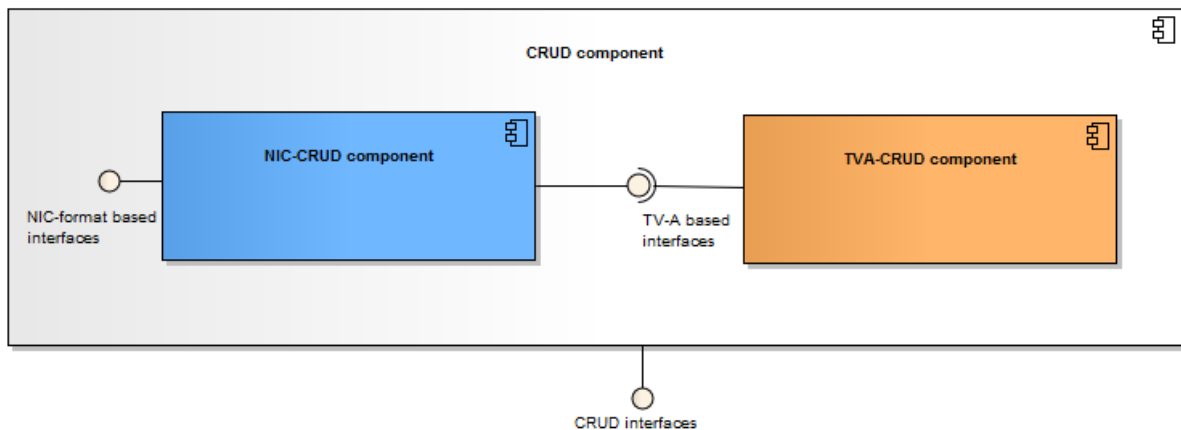 CRUD component
NIC-CRUD component
TVA-CRUD component
NIC-format based
interfaces
TV-A based
interfaces
CRUD interfaces